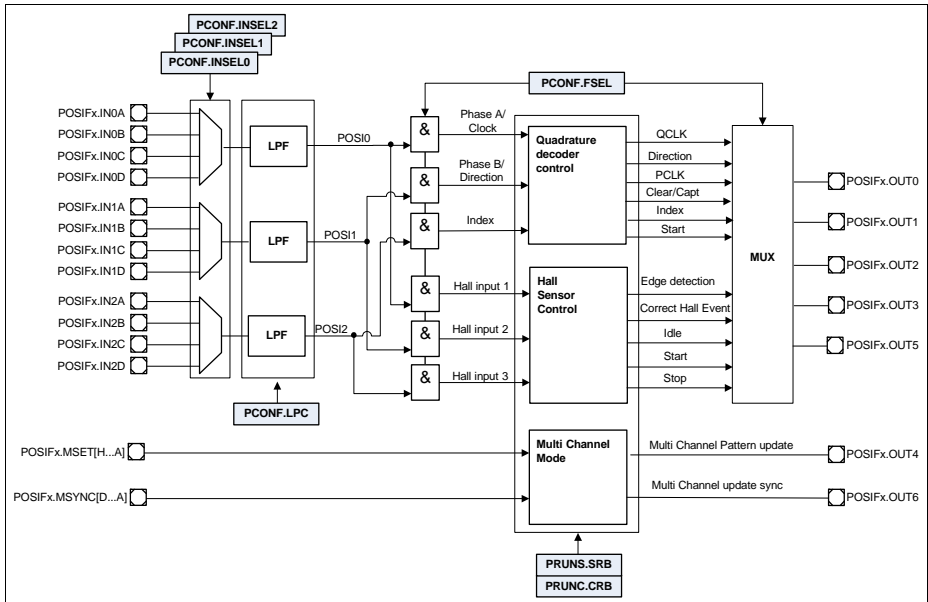 PCONF.INSEL2
PCONF.INSEL1
PCONF.INSEL0
PCONF.FSEL
POSIFx.IN0A
POSIFx.IN0B
POSIFx.IN0C
POSIFx.IN0D
POSIFx.IN1A
POSIFx.IN1B
POSIFx.IN1C
POSIFx.IN1D
POSIFx.IN2A
POSIFx.IN2B
POSIFx.IN2C
POSIFx.IN2D
LPF
LPF
LPF
POSI0
POSI1
POSI2
PCONF.LPC
&
&
&
&
&
&
Phase A/
Clock
Phase B/
Direction
Index
Hall input 1
Hall input 2
Hall input 3
Quadrature
decoder
control
QCLK
Direction
PCLK
Clear/Capt
Index
Start
Hall
Sensor
Control
Edge detection
Correct Hall Event
Idle
Start
Stop
MUX
POSIFx.OUT0
POSIFx.OUT1
POSIFx.OUT2
POSIFx.OUT3
POSIFx.OUT5
POSIFx.MSET[H...A]
POSIFx.MSYNC[D...A]
Multi Channel
Mode
Multi Channel Pattern update
Multi Channel update sync
POSIFx.OUT4
POSIFx.OUT6
PRUNS.SRB
PRUNC.CRB